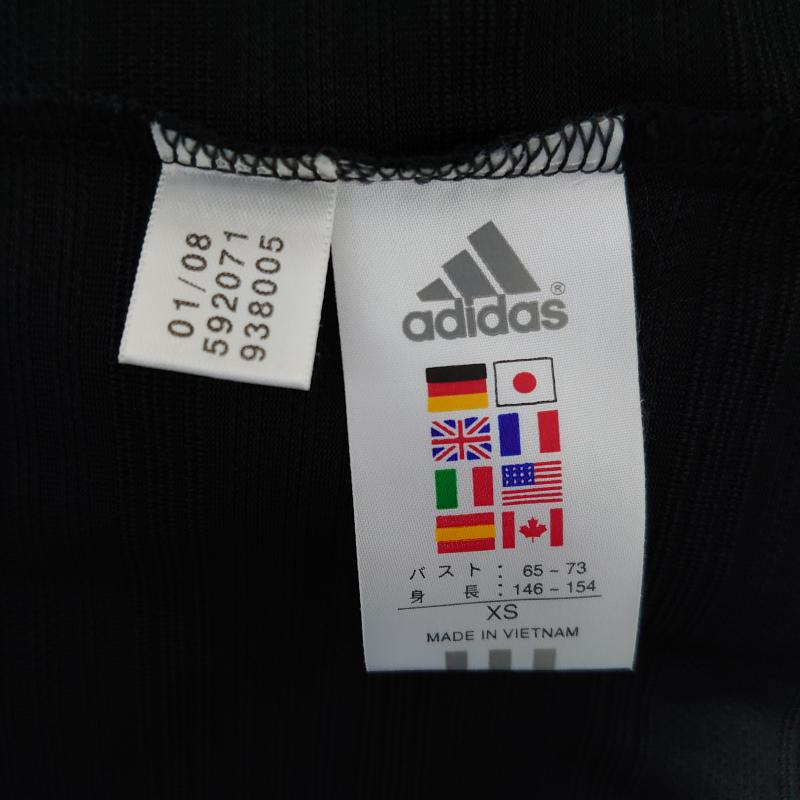 01/08
592071
938005
adidas®
バスト：65－73
身　長：146－154
XS
MADE IN VIETNAM